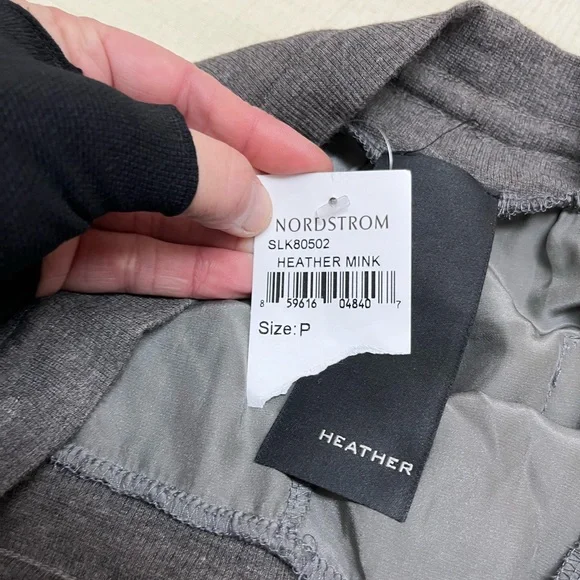 NORDSTROM
SLK80502
HEATHER MINK
8 59616 04840 7
Size: P
HEATHER